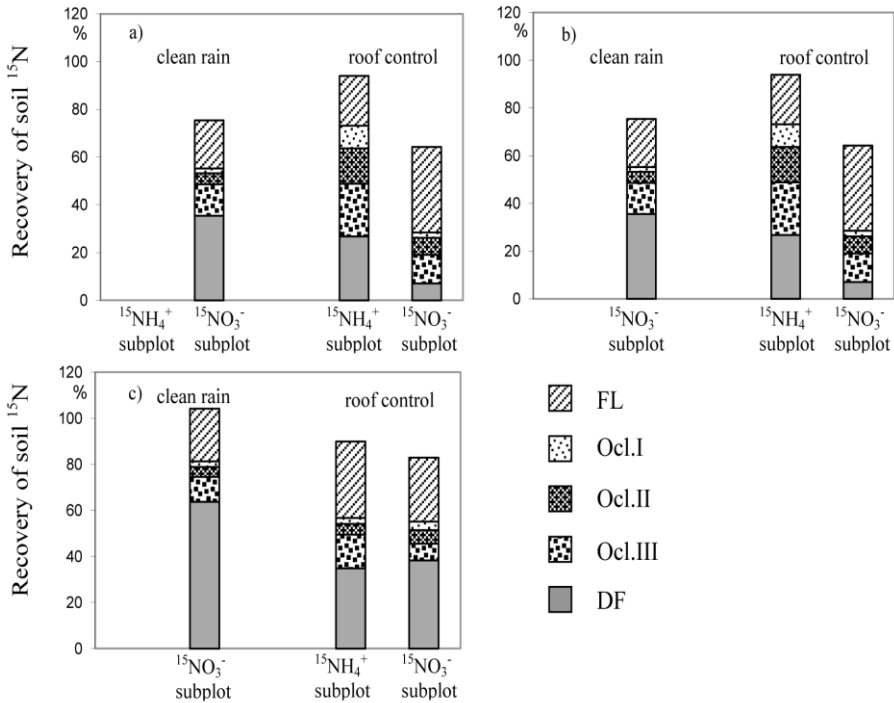 Recovery of soil ¹⁵N
%
120
100
80
60
40
20
0
a)
clean rain
roof control
¹⁵NH₄⁺ subplot
¹⁵NO₃⁻ subplot
¹⁵NH₄⁺ subplot
¹⁵NO₃⁻ subplot
%
120
100
80
60
40
20
0
b)
clean rain
roof control
¹⁵NO₃⁻ subplot
¹⁵NH₄⁺ subplot
¹⁵NO₃⁻ subplot
Recovery of soil ¹⁵N
%
120
100
80
60
40
20
0
c)
clean rain
roof control
¹⁵NO₃⁻ subplot
¹⁵NH₄⁺ subplot
¹⁵NO₃⁻ subplot
FL
Ocl.I
Ocl.II
Ocl.III
DF